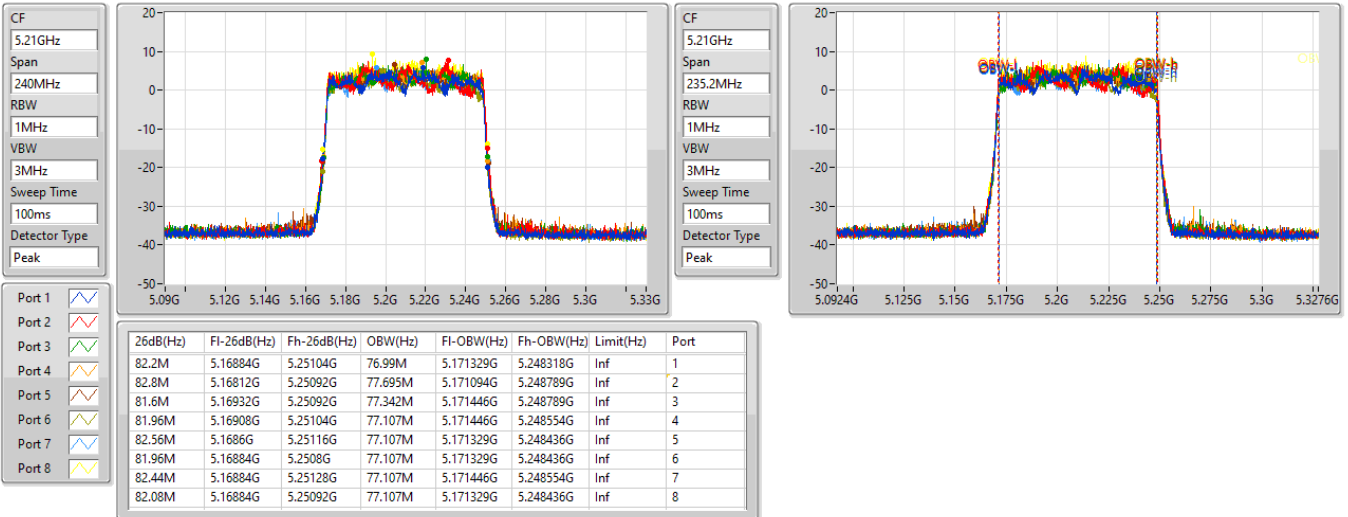 CF
5.21GHz
Span
240MHz
RBW
1MHz
VBW
3MHz
Sweep Time
100ms
Detector Type
Peak
20
10
0
-10
-20
-30
-40
-50
5.09G 5.12G 5.14G 5.16G 5.18G 5.2G 5.22G 5.24G 5.26G 5.28G 5.3G 5.33G
CF
5.21GHz
Span
235.2MHz
RBW
1MHz
VBW
3MHz
Sweep Time
100ms
Detector Type
Peak
20
10
0
-10
-20
-30
-40
-50
OBW-l OBW-h
5.0924G 5.125G 5.15G 5.175G 5.2G 5.225G 5.25G 5.275G 5.3G 5.3276G
Port 1
Port 2
Port 3
Port 4
Port 5
Port 6
Port 7
Port 8
26dB(Hz) Fl-26dB(Hz) Fh-26dB(Hz) OBW(Hz) Fl-OBW(Hz) Fh-OBW(Hz) Limit(Hz) Port
82.2M 5.16884G 5.25104G 76.99M 5.171329G 5.248318G Inf 1
82.8M 5.16812G 5.25092G 77.695M 5.171094G 5.248789G Inf 2
81.6M 5.16932G 5.25092G 77.342M 5.171446G 5.248789G Inf 3
81.96M 5.16908G 5.25104G 77.107M 5.171446G 5.248554G Inf 4
82.56M 5.1686G 5.25116G 77.107M 5.171329G 5.248436G Inf 5
81.96M 5.16884G 5.2508G 77.107M 5.171329G 5.248436G Inf 6
82.44M 5.16884G 5.25128G 77.107M 5.171446G 5.248554G Inf 7
82.08M 5.16884G 5.25092G 77.107M 5.171329G 5.248436G Inf 8